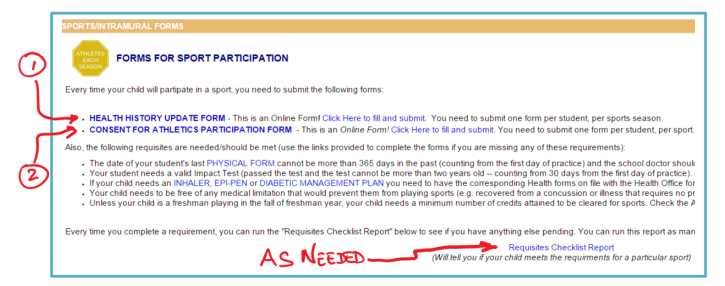 SPORTS/INTRAMURAL FORMS
ATHLETES
EACH
SEASON
FORMS FOR SPORT PARTICIPATION
Every time your child will partipate in a sport, you need to submit the following forms:
1
• HEALTH HISTORY UPDATE FORM - This is an Online Form! Click Here to fill and submit. You need to submit one form per student, per sports season.
• CONSENT FOR ATHLETICS PARTICIPATION FORM - This is an Online Form! Click Here to fill and submit. You need to submit one form per student, per sport.
2
Also, the following requisites are needed/should be met (use the links provided to complete the forms if you are missing any of these requirements):
• The date of your student's last PHYSICAL FORM cannot be more than 365 days in the past (counting from the first day of practice) and the school doctor shoul
• Your student needs a valid Impact Test (passed the test and the test cannot be more than two years old -- counting from 30 days from the first day of practice).
• If your child needs an INHALER, EPI-PEN or DIABETIC MANAGEMENT PLAN you need to have the corresponding Health forms on file with the Health Office for
• Your child needs to be free of any medical limitation that would prevent them from playing sports (e.g. recovered from a concussion or illness that requires no pr
• Unless your child is a freshman playing in the fall of freshman year, your child needs a minimum number of credits attained to be cleared for sports. Check the A
Every time you complete a requirement, you can run the "Requisites Checklist Report" below to see if you have anything else pending. You can run this report as man
AS NEEDED
Requisites Checklist Report
(Will tell you if your child meets the requirments for a particular sport)